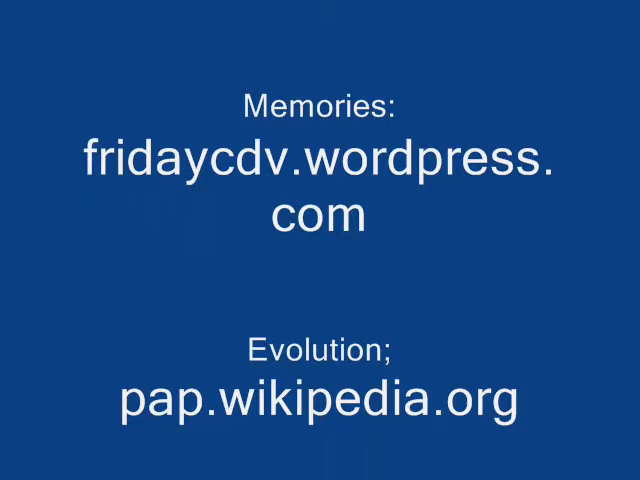 Memories:
fridaycdv.wordpress.
com
Evolution;
pap.wikipedia.org